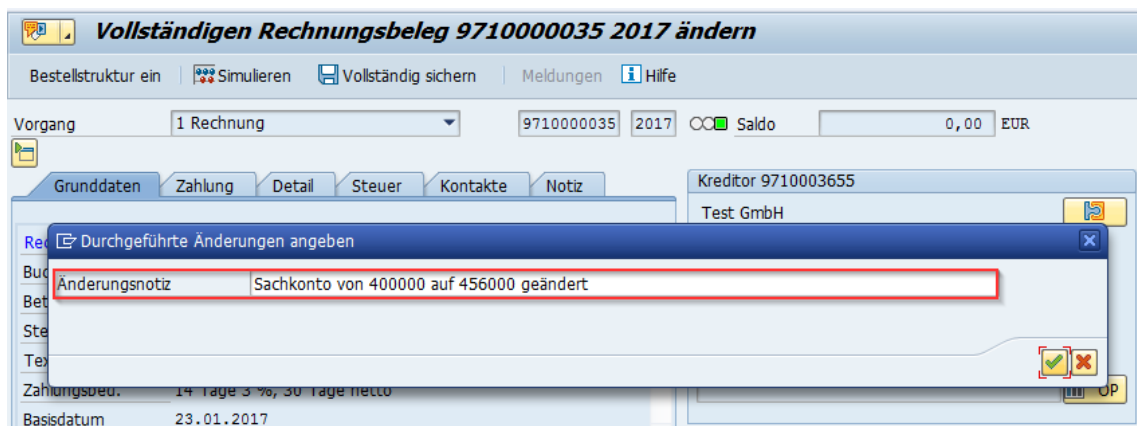 Vollständigen Rechnungsbeleg 9710000035 2017 ändern
Bestellstruktur ein Simulieren Vollständig sichern Meldungen Hilfe
Vorgang 1 Rechnung 9710000035 2017 Saldo 0,00 EUR
Grunddaten Zahlung Detail Steuer Kontakte Notiz
Kreditor 9710003655
Test GmbH
Durchgeführte Änderungen angeben
Änderungsnotiz Sachkonto von 400000 auf 456000 geändert
Zahlungsbed. 14 Tage 3 %, 30 Tage netto
OP
Basisdatum 23.01.2017